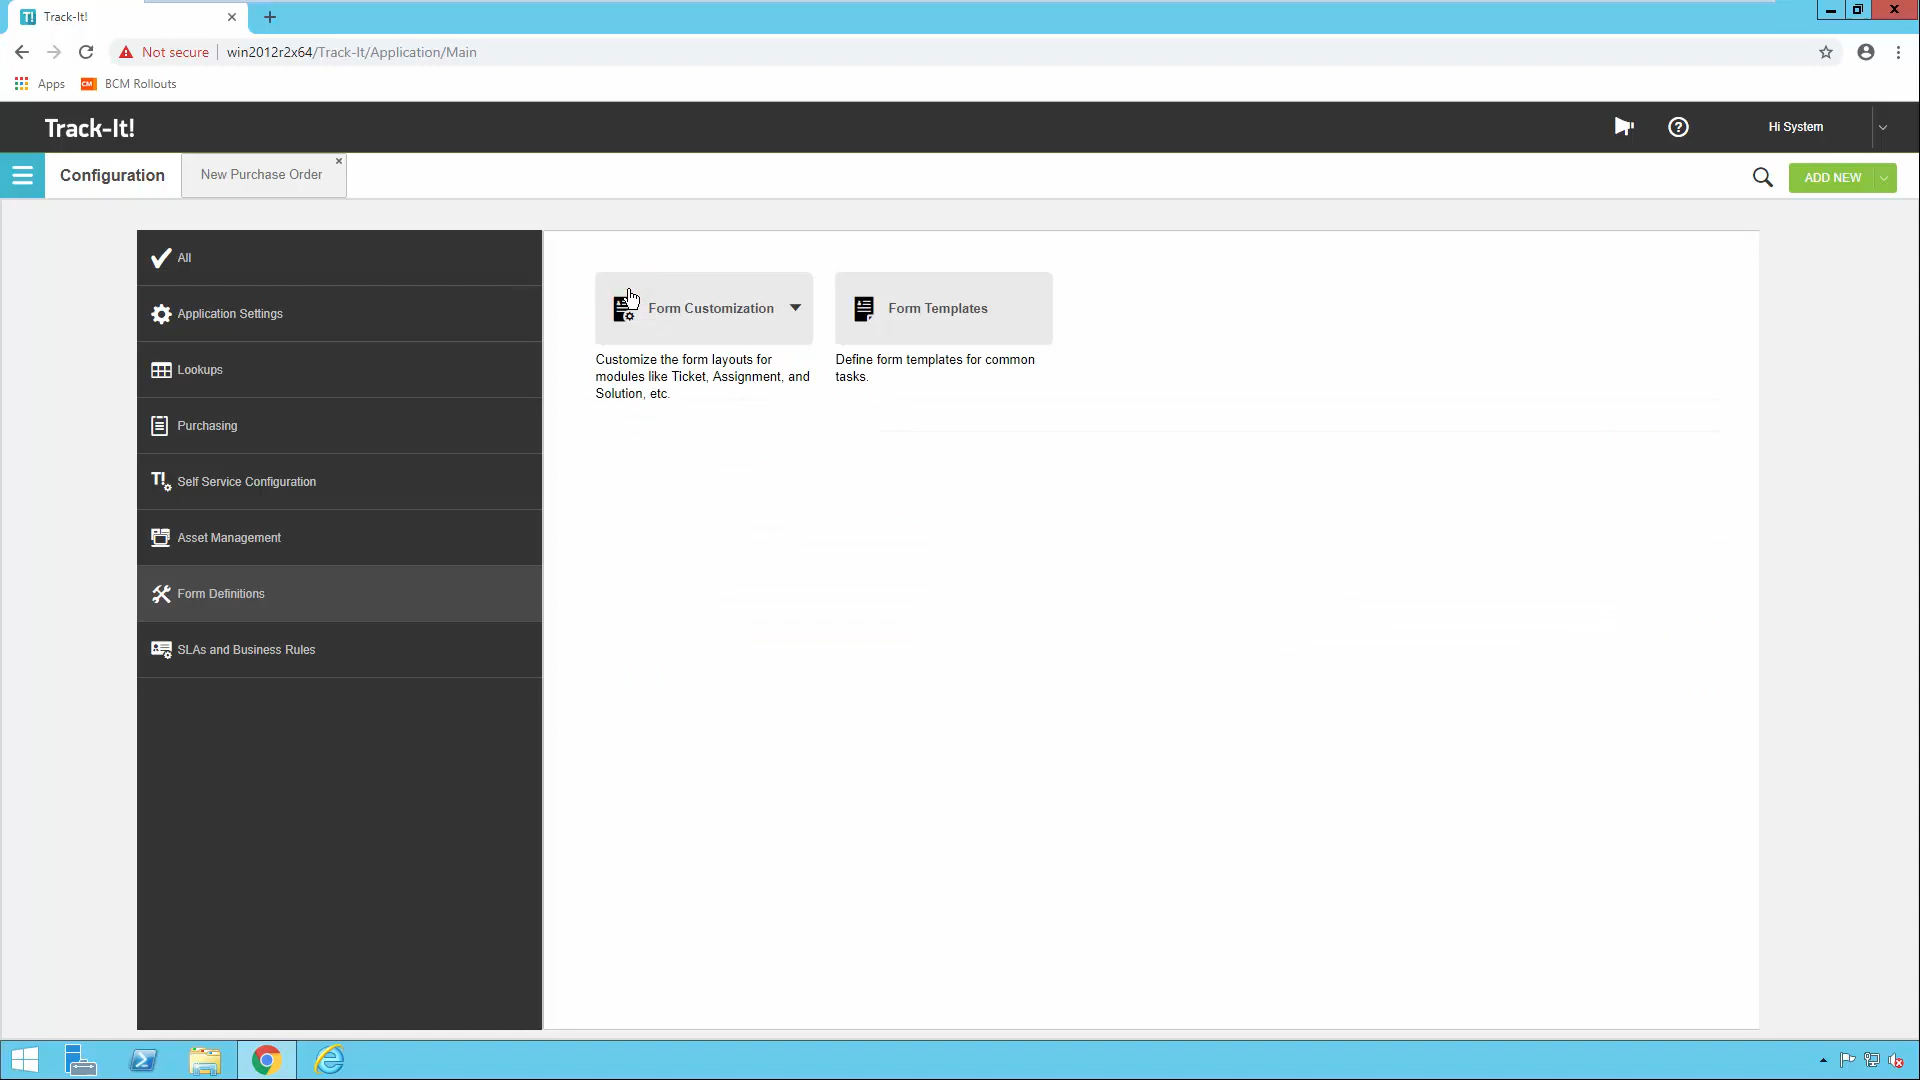 Track-It!
Not secure win2012r2x64/Track-It/Application/Main
Apps BCM Rollouts
Track-It!
Hi System
Configuration New Purchase Order
ADD NEW
All
Application Settings
Lookups
Purchasing
Self Service Configuration
Asset Management
Form Definitions
SLAs and Business Rules
Form Customization
Customize the form layouts for
modules like Ticket, Assignment, and
Solution, etc.
Form Templates
Define form templates for common
tasks.